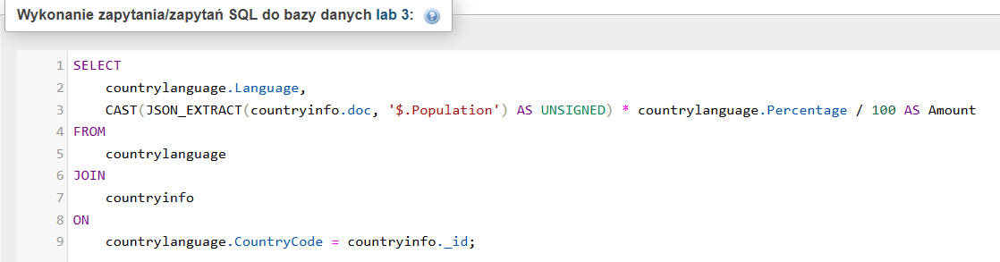 Wykonanie zapytania/zapytań SQL do bazy danych lab 3:
1 SELECT
2 countrylanguage.Language,
3 CAST(JSON_EXTRACT(countryinfo.doc, '$.Population') AS UNSIGNED) * countrylanguage.Percentage / 100 AS Amount
4 FROM
5 countrylanguage
6 JOIN
7 countryinfo
8 ON
9 countrylanguage.CountryCode = countryinfo._id;